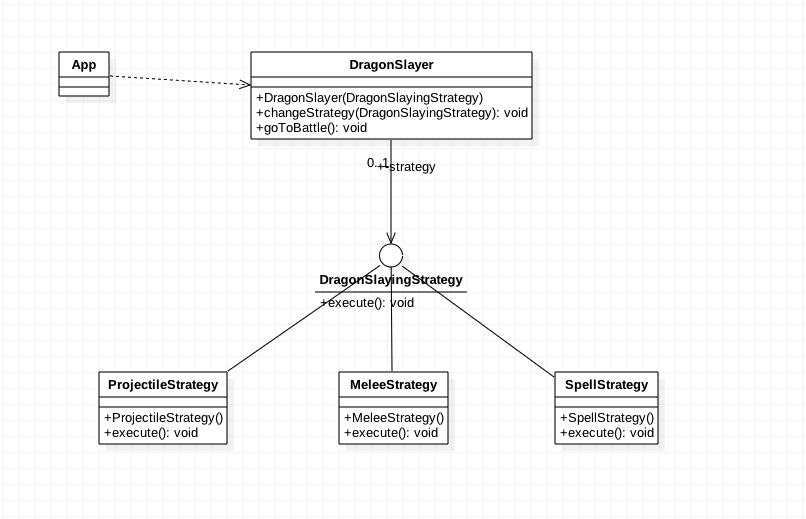 App
DragonSlayer
+DragonSlayer(DragonSlayingStrategy)
+changeStrategy(DragonSlayingStrategy): void
+goToBattle(): void
0..1
+-strategy
DragonSlayingStrategy
+execute(): void
ProjectileStrategy
+ProjectileStrategy()
+execute(): void
MeleeStrategy
+MeleeStrategy()
+execute(): void
SpellStrategy
+SpellStrategy()
+execute(): void